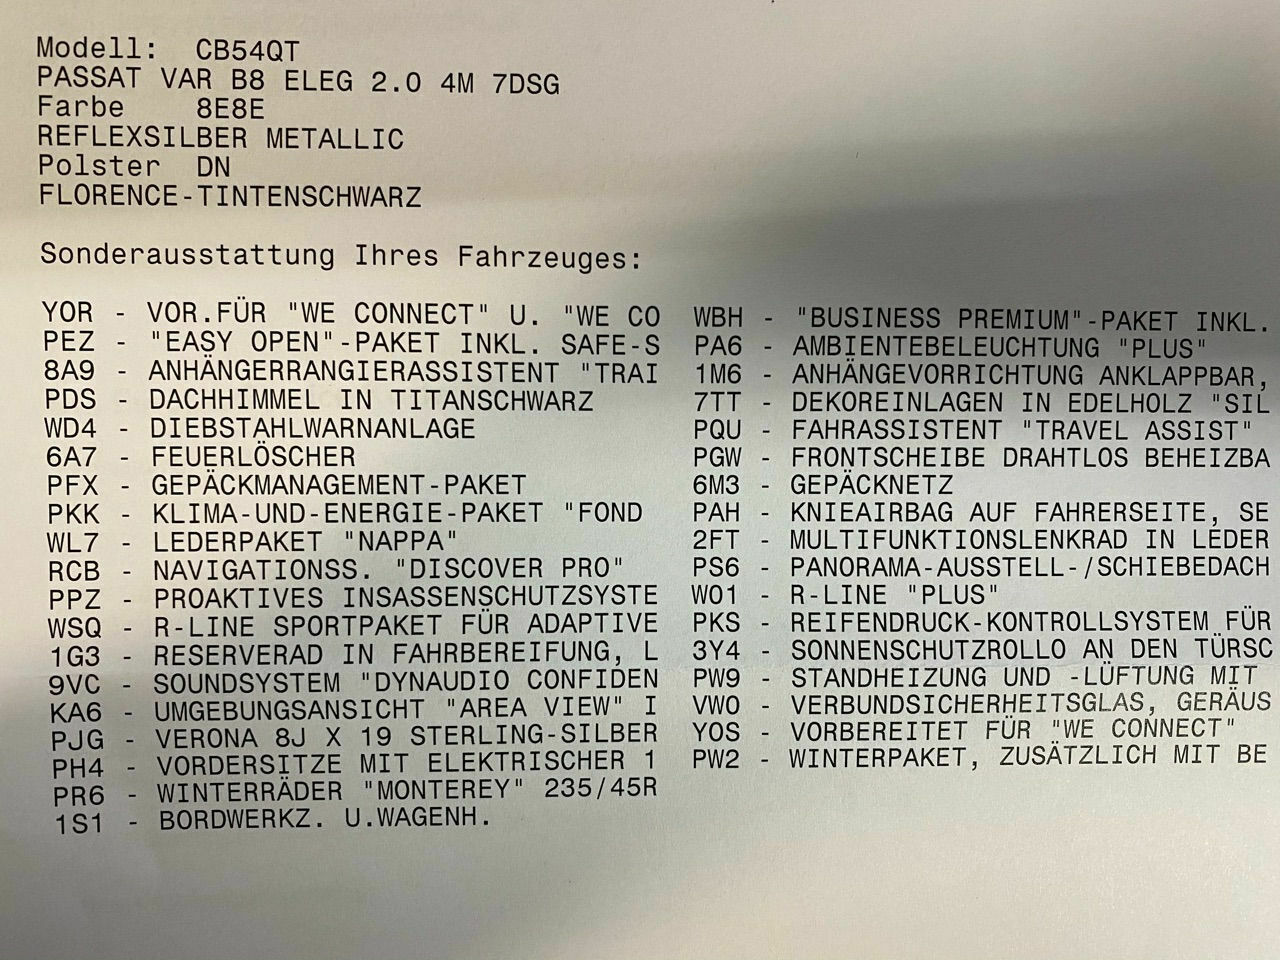 Modell: CB54QT
PASSAT VAR B8 ELEG 2.0 4M 7DSG
Farbe 8E8E
REFLEXSILBER METALLIC
Polster DN
FLORENCE-TINTENSCHWARZ
Sonderausstattung Ihres Fahrzeuges:
YOR - VOR.FÜR "WE CONNECT" U. "WE CO
PEZ - "EASY OPEN"-PAKET INKL. SAFE-S
8A9 - ANHÄNGERRANGIERASSISTENT "TRAI
PDS - DACHHIMMEL IN TITANSCHWARZ
WD4 - DIEBSTAHLWARNANLAGE
6A7 - FEUERLÖSCHER
PFX - GEPÄCKMANAGEMENT-PAKET
PKK - KLIMA-UND-ENERGIE-PAKET "FOND
WL7 - LEDERPAKET "NAPPA"
RCB - NAVIGATIONSS. "DISCOVER PRO"
PPZ - PROAKTIVES INSASSENSCHUTZSYSTE
WSQ - R-LINE SPORTPAKET FÜR ADAPTIVE
1G3 - RESERVERAD IN FAHRBEREIFUNG, L
9VC - SOUNDSYSTEM "DYNAUDIO CONFIDEN
KA6 - UMGEBUNGSANSICHT "AREA VIEW" I
PJG - VERONA 8J X 19 STERLING-SILBER
PH4 - VORDERSITZE MIT ELEKTRISCHER 1
PR6 - WINTERRÄDER "MONTEREY" 235/45R
1S1 - BORDWERKZ. U.WAGENH.
WBH - "BUSINESS PREMIUM"-PAKET INKL.
PA6 - AMBIENTEBELEUCHTUNG "PLUS"
1M6 - ANHÄNGEVORRICHTUNG ANKLAPPBAR,
7TT - DEKOREINLAGEN IN EDELHOLZ "SIL
PQU - FAHRASSISTENT "TRAVEL ASSIST"
PGW - FRONTSCHEIBE DRAHTLOS BEHEIZBA
6M3 - GEPÄCKNETZ
PAH - KNIEAIRBAG AUF FAHRERSEITE, SE
2FT - MULTIFUNKTIONSLENKRAD IN LEDER
PS6 - PANORAMA-AUSSTELL-/SCHIEBEDACH
WO1 - R-LINE "PLUS"
PKS - REIFENDRUCK-KONTROLLSYSTEM FÜR
3Y4 - SONNENSCHUTZROLLO AN DEN TÜRSC
PW9 - STANDHEIZUNG UND -LÜFTUNG MIT
VWO - VERBUNDSICHERHEITSGLAS, GERÄUS
YOS - VORBEREITET FÜR "WE CONNECT"
PW2 - WINTERPAKET, ZUSÄTZLICH MIT BE